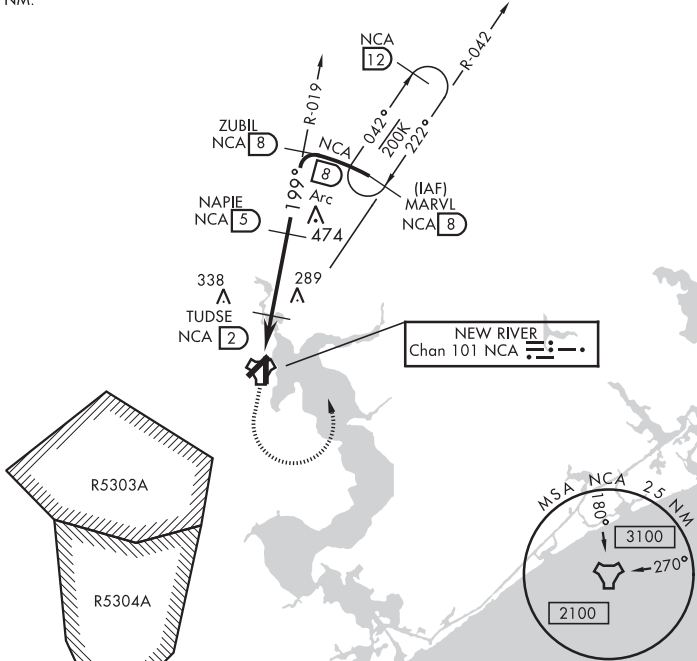 NM.
NCA
12
R-042
R-019
042°
200K
222°
ZUBIL
NCA 8
NCA
8
Arc
199°
(IAF)
MARVL
NCA 8
NAPIE
NCA 5
474
338
289
TUDSE
NCA 2
NEW RIVER
Chan 101 NCA
R5303A
R5304A
MSA NCA 25 NM
180°
3100
270°
2100